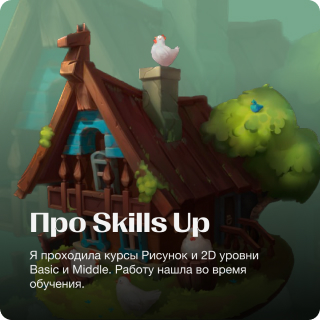 Про Skills Up
Я проходила курсы Рисунок и 2D уровни
Basic и Middle. Работу нашла во время
обучения.